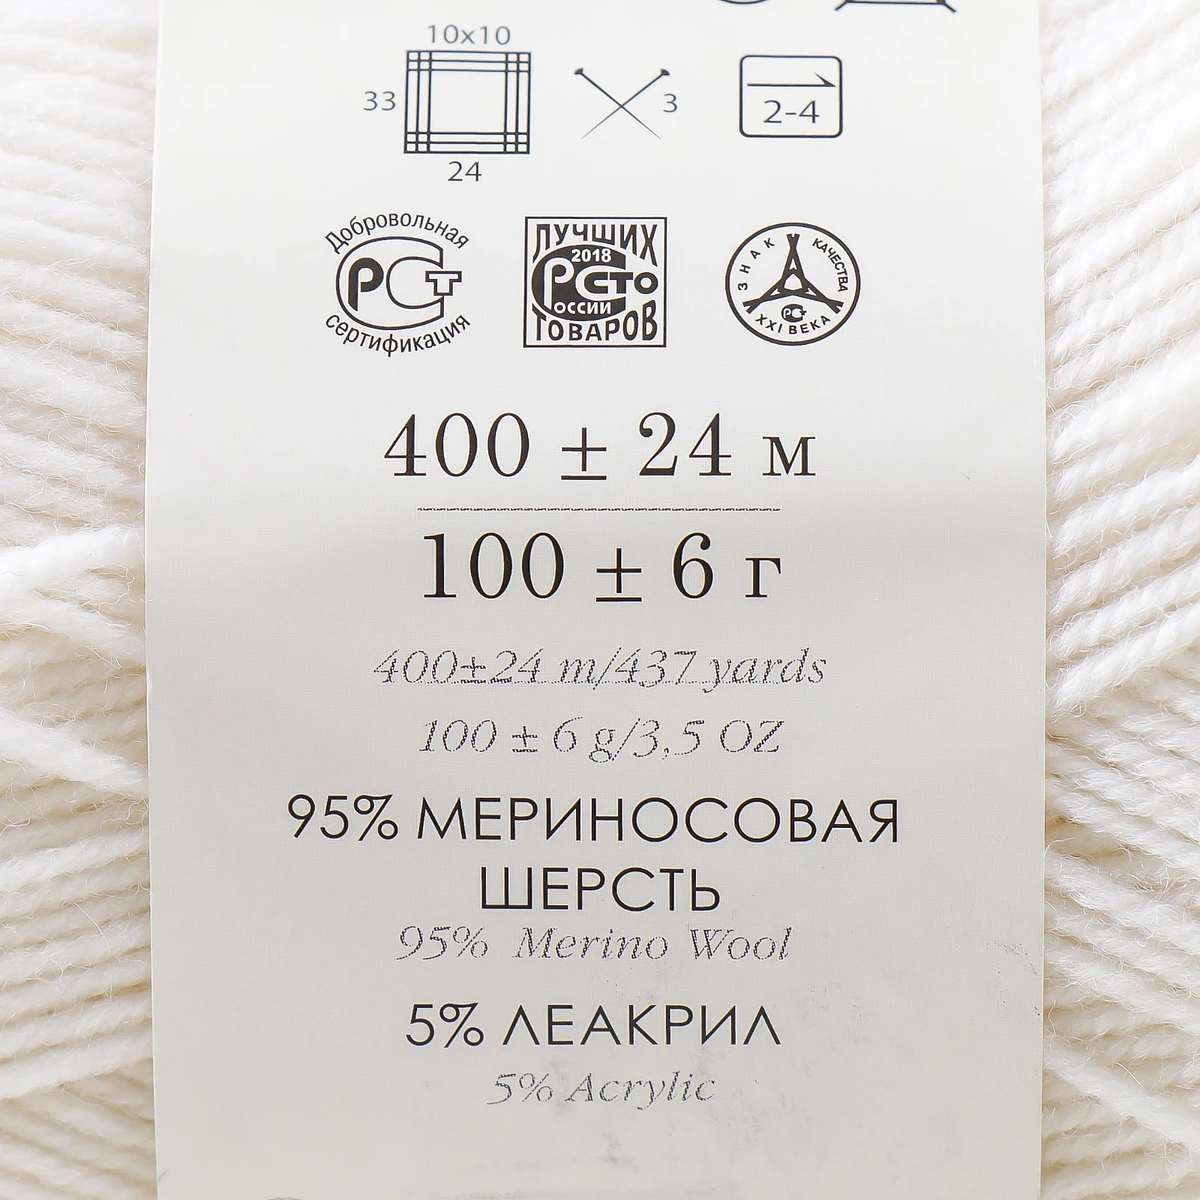 10x10
33
24
3
2-4
Добровольная
РСТ
сертификация
ЛУЧШИХ
2018
РСТО
ОССИИ
ТОВАРОВ
ЗНАК КАЧЕСТВА
РСТ
XXI ВЕКА
400 ± 24 м
100 ± 6 г
400±24 m/437 yards
100 ± 6 g/3,5 OZ
95% МЕРИНОСОВАЯ
ШЕРСТЬ
95% Merino Wool
5% ЛЕАКРИЛ
5% Acrylic